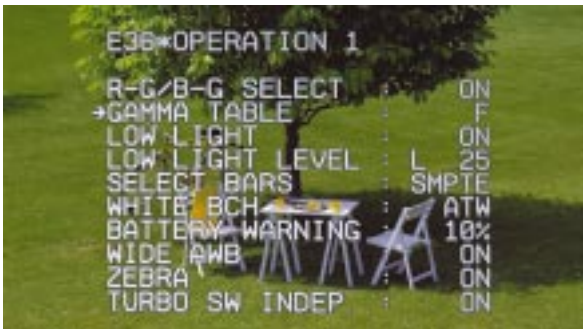 E36*OPERATION 1
R-G/B-G SELECT : ON
→GAMMA TABLE : F
LOW LIGHT : ON
LOW LIGHT LEVEL : L 25
SELECT BARS : SMPTE
WHITE BCH : ATW
BATTERY WARNING : 10%
WIDE AWB : ON
ZEBRA : ON
TURBO SW INDEP : ON